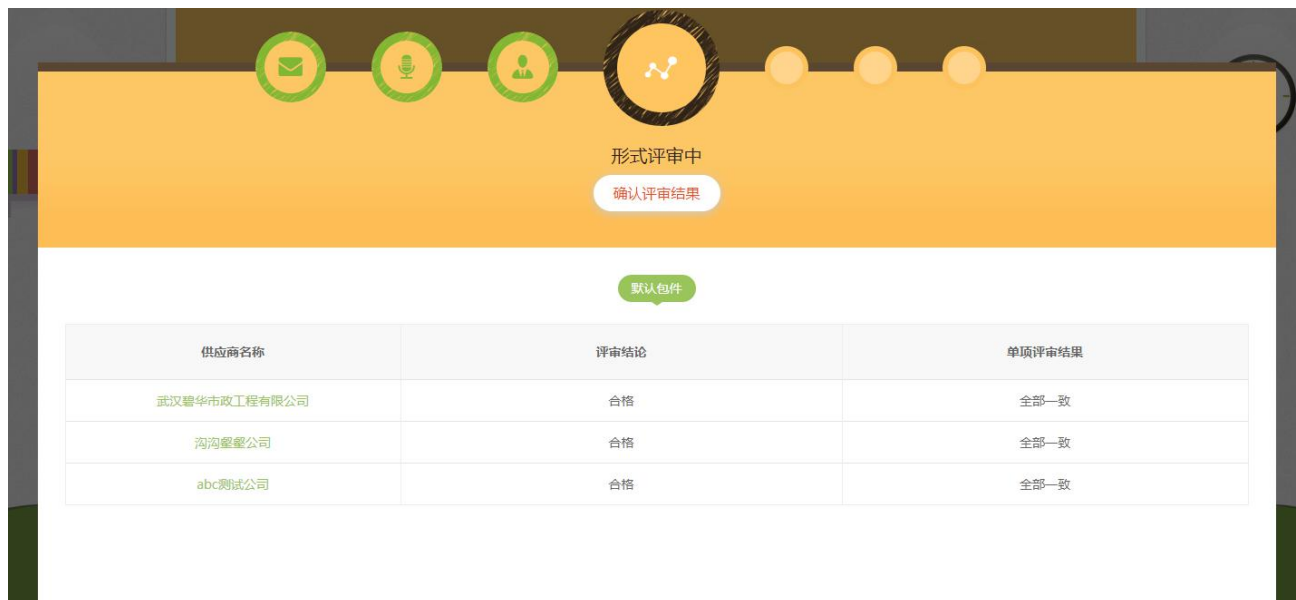 形式评审中
确认评审结果
默认包件
供应商名称 评审结论 单项评审结果
武汉碧华市政工程有限公司 合格 全部一致
沟沟壑壑公司 合格 全部一致
abc测试公司 合格 全部一致